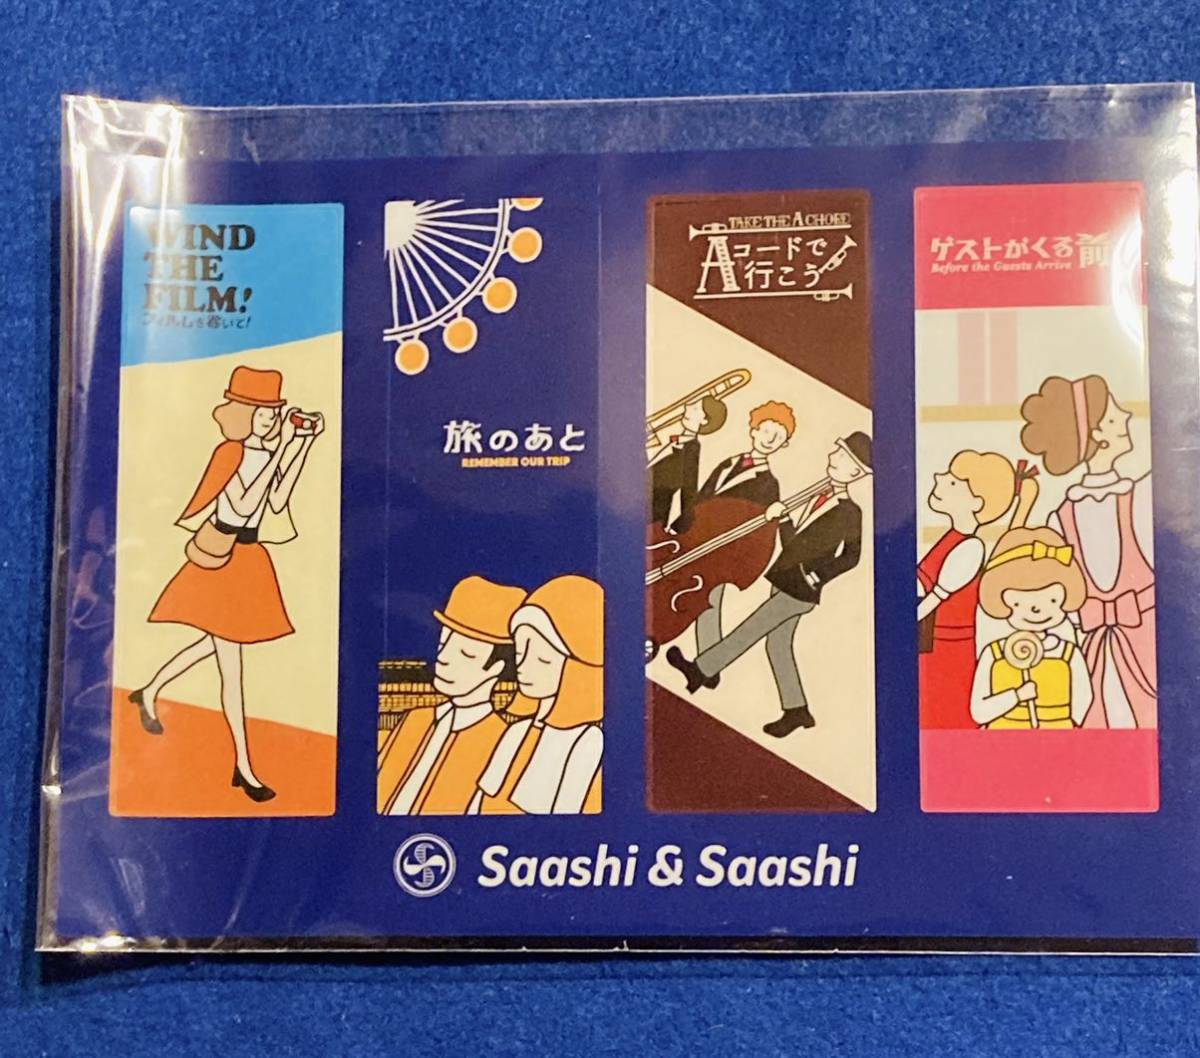 WIND
THE
FILM!
フィルムを巻いて!
旅のあと
REMEMBER OUR TRIP
TAKE THE A CHORD
Aコードで
行こう
ゲストがくる前
Before the Guests Arrive
Saashi & Saashi